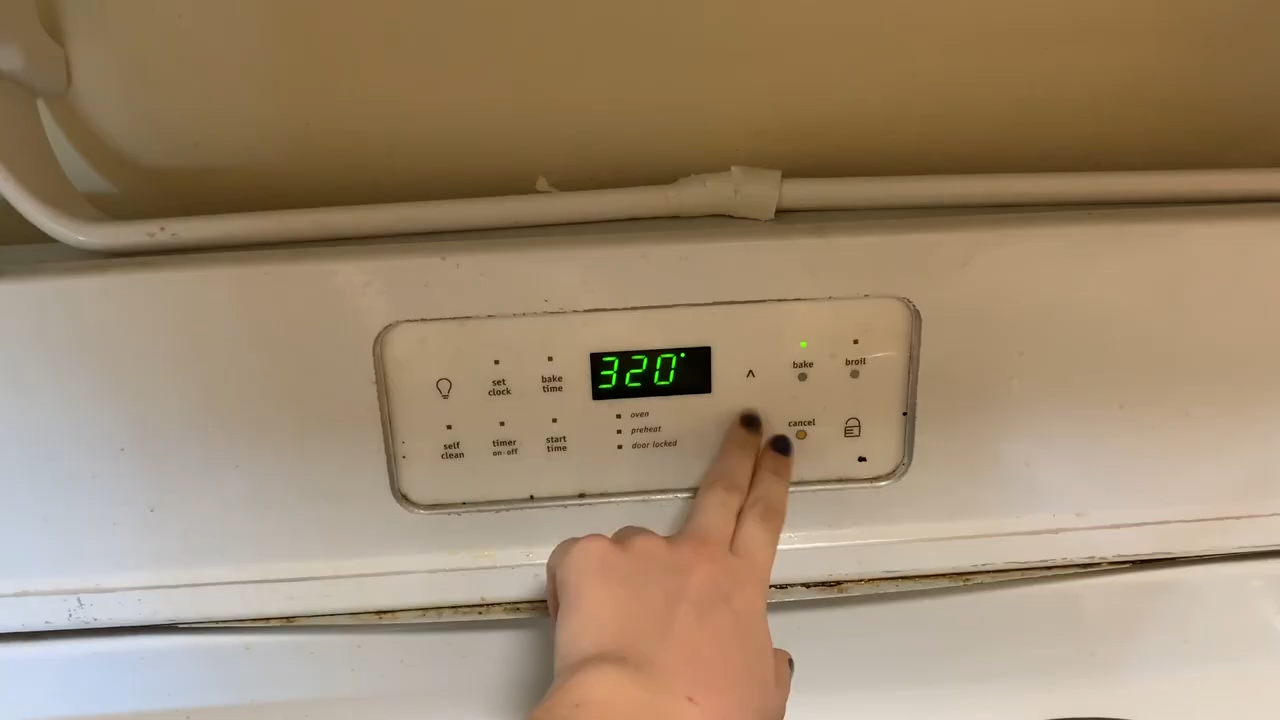 320°
set
clock
bake
time
^
bake
broil
self
clean
timer
on·off
start
time
oven
preheat
door locked
cancel